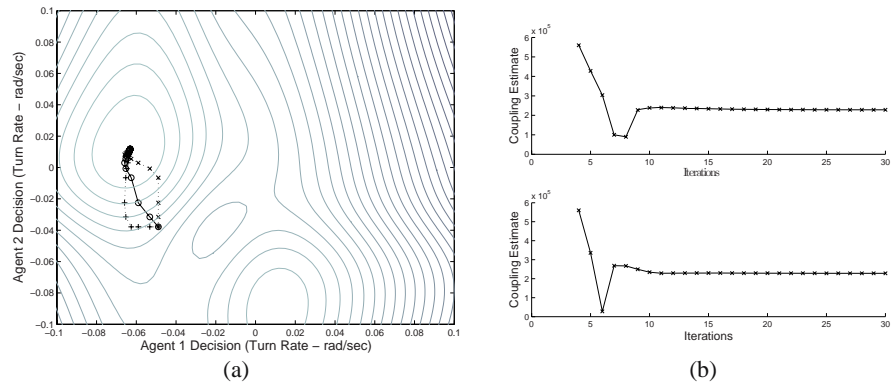 0.1
0.08
0.06
0.04
0.02
0
−0.02
−0.04
−0.06
−0.08
−0.1
Agent 2 Decision (Turn Rate − rad/sec)
−0.1 −0.08 −0.06 −0.04 −0.02 0 0.02 0.04 0.06 0.08 0.1
Agent 1 Decision (Turn Rate − rad/sec)
(a)
x 10^5
6
5
4
3
2
1
0
Coupling Estimate
0 5 10 15 20 25 30
Iterations
x 10^5
6
5
4
3
2
1
0
Coupling Estimate
0 5 10 15 20 25 30
Iterations
(b)